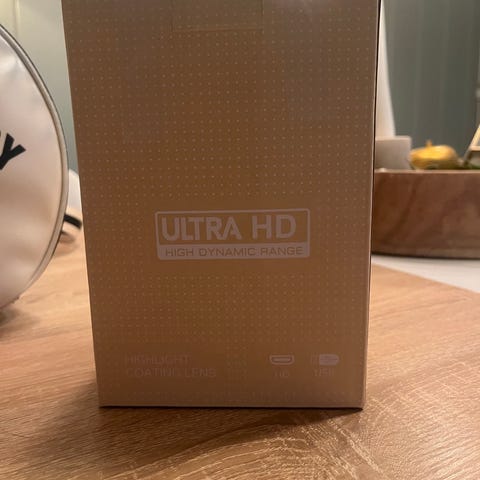 ULTRA HD
HIGH DYNAMIC RANGE
HIGHLIGHT
COATING LENS
HD
USB